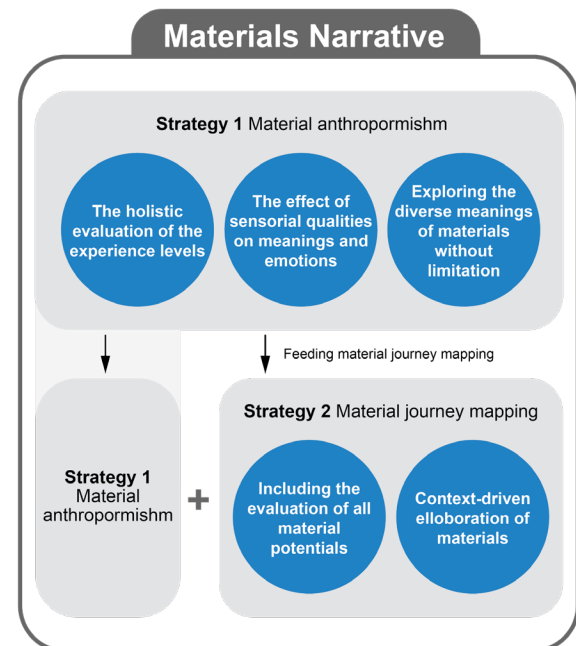 Materials Narrative
Strategy 1 Material anthropormishm
The holistic
evaluation of the
experience levels
The effect of
sensorial qualities
on meanings and
emotions
Exploring the
diverse meanings
of materials
without
limitation
Feeding material journey mapping
Strategy 1
Material
anthropormishm
+
Strategy 2 Material journey mapping
Including the
evaluation of all
material
potentials
Context-driven
elloboration of
materials